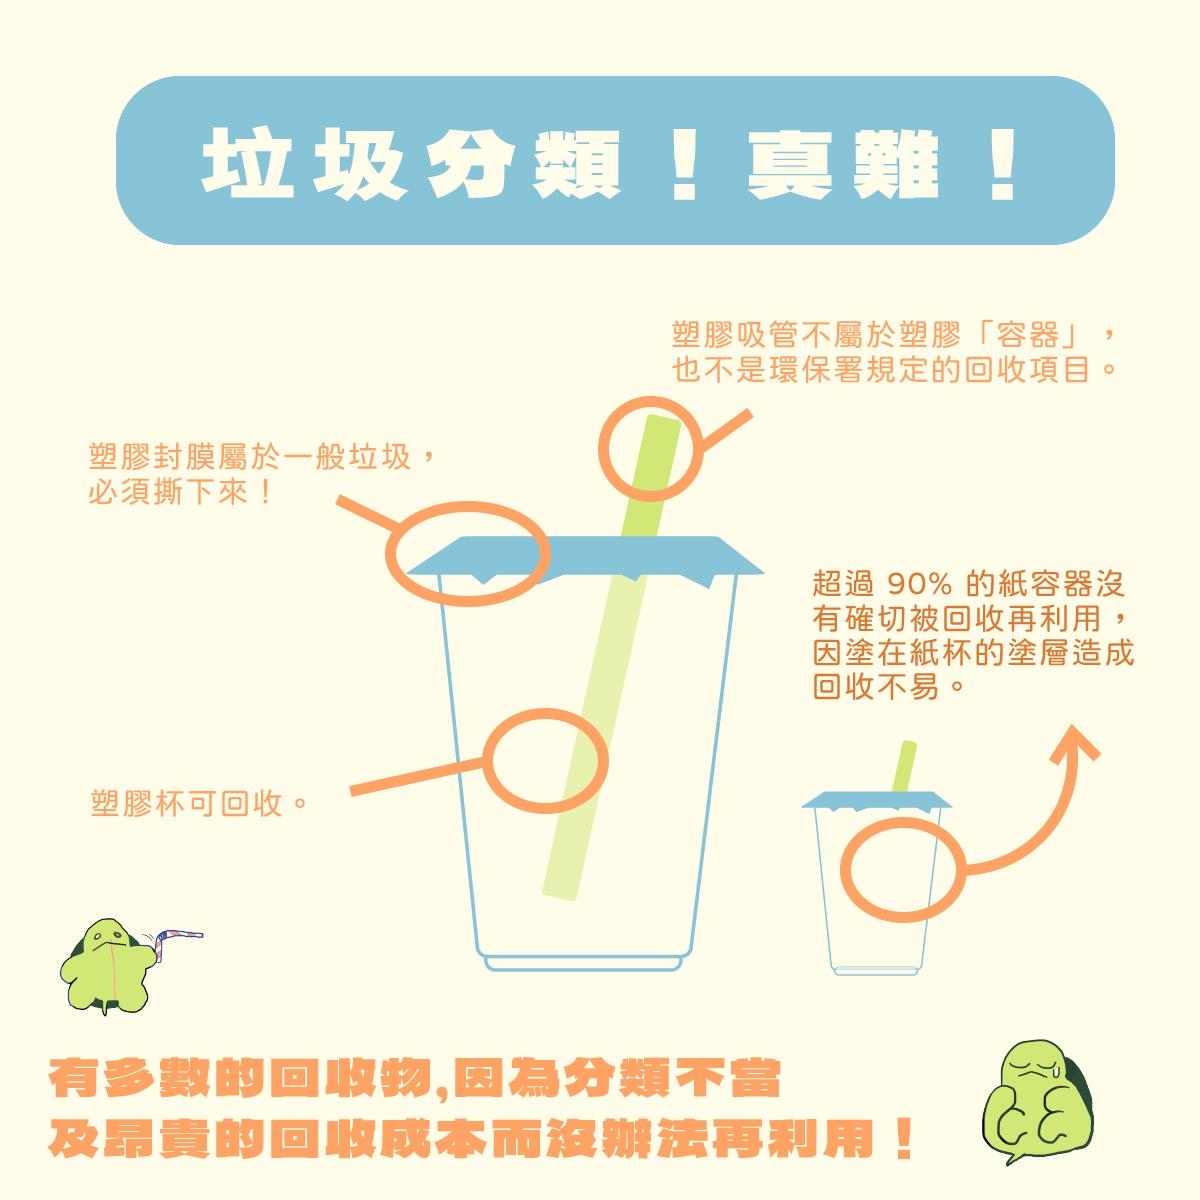 垃圾分類！真難！
塑膠吸管不屬於塑膠「容器」，
也不是環保署規定的回收項目。
塑膠封膜屬於一般垃圾，
必須撕下來！
超過 90% 的紙容器沒
有確切被回收再利用，
因塗在紙杯的塗層造成
回收不易。
塑膠杯可回收。
有多數的回收物,因為分類不當
及昂貴的回收成本而沒辦法再利用！